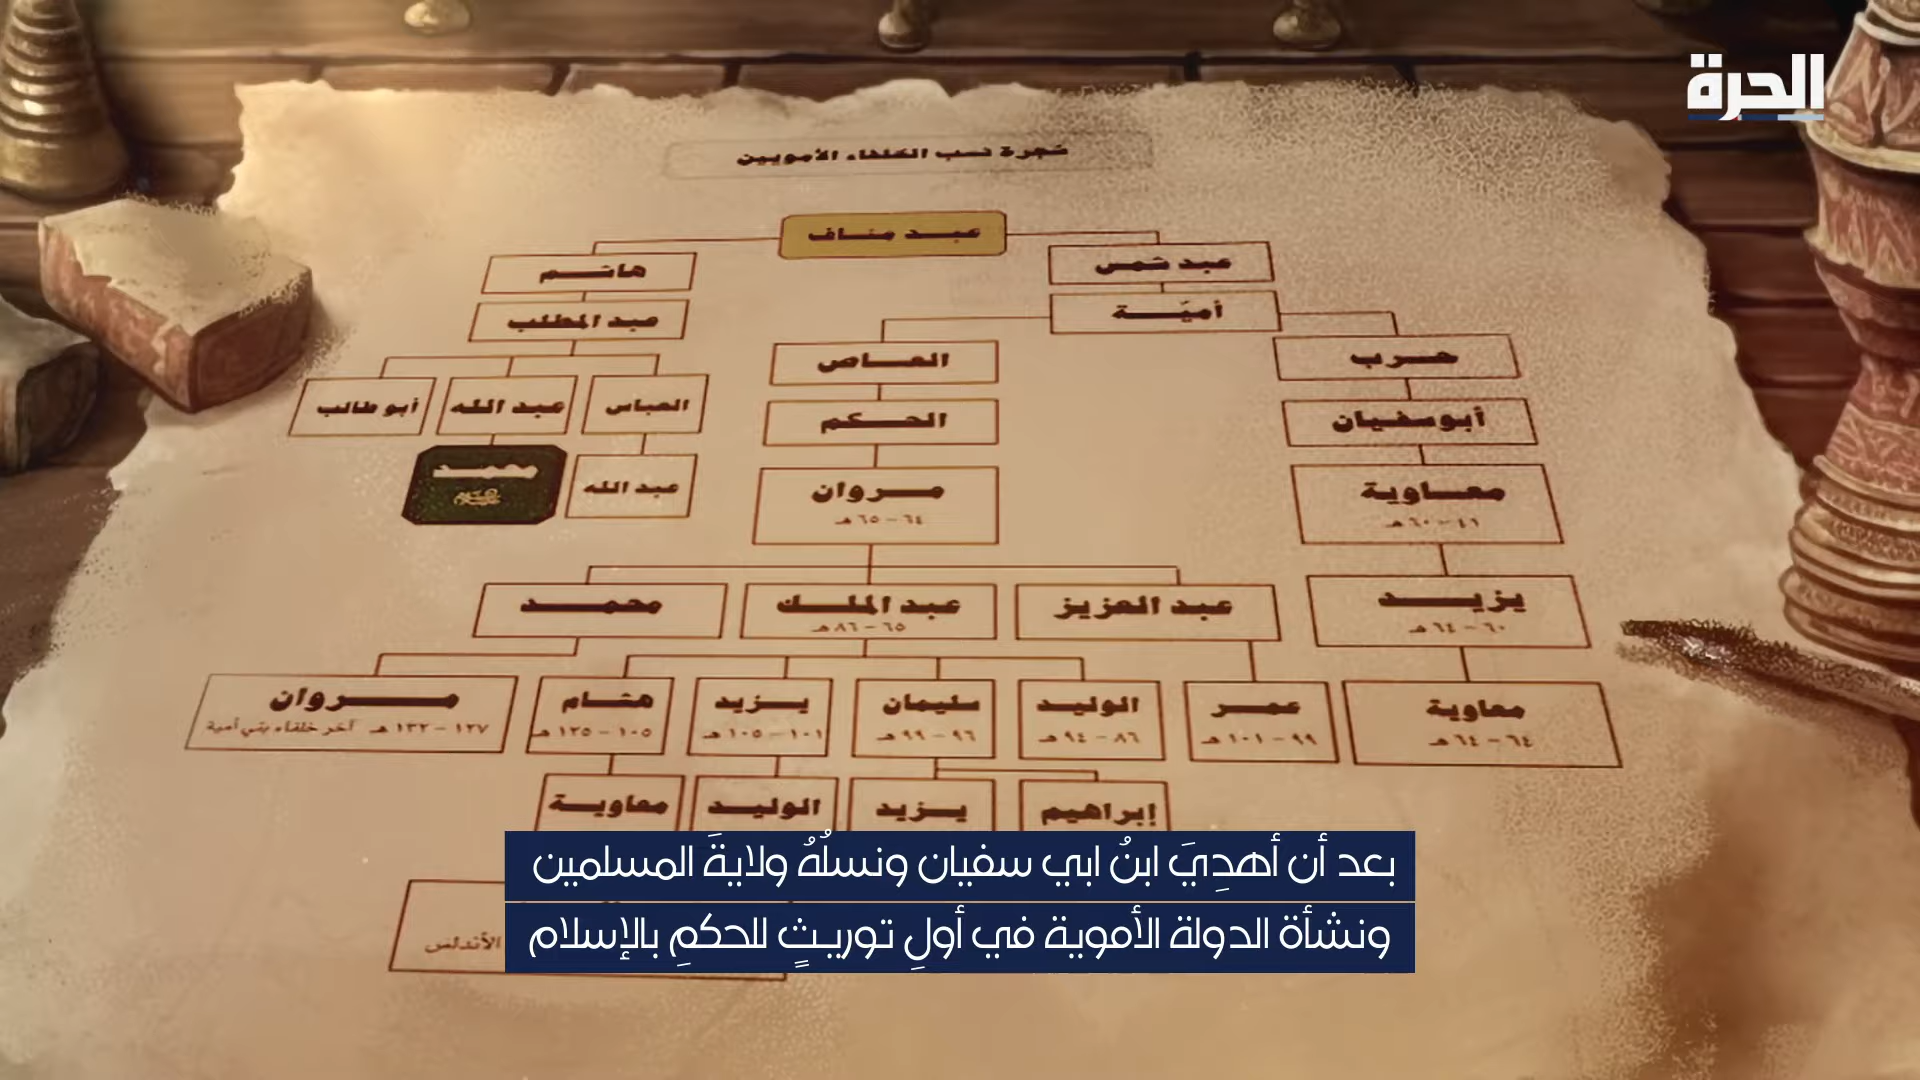 الحرة
شجرة نسب الخلفاء الأمويين
عبد مناف
عبد شمس
هاشم
أميّة
عبد المطلب
حرب
العاص
العباس
عبد الله
أبو طالب
أبوسفيان
الحكم
محمد
عبد الله
معاوية
٤١ - ٦٠ هـ
مروان
٦٤ - ٦٥ هـ
يزيد
٦٠ - ٦٤ هـ
عبد العزيز
عبد الملك
٦٥ - ٨٦ هـ
محمد
معاوية
٦٤ - ٦٤ هـ
عمر
٩٩ - ١٠١ هـ
الوليد
٨٦ - ٩٤ هـ
سليمان
٩٦ - ٩٩ هـ
يزيد
١٠١ - ١٠٥ هـ
هشام
١٠٥ - ١٢٥ هـ
مروان
١٢٧ - ١٣٢ هـ آخر خلفاء بني أمية
إبراهيم
يزيد
الوليد
معاوية
بعد أن أهدِيَ ابنُ ابي سفيان ونسلُهُ ولايةَ المسلمين
ونشأة الدولة الأموية في أولِ توريثٍ للحكمِ بالإسلام
الأندلس